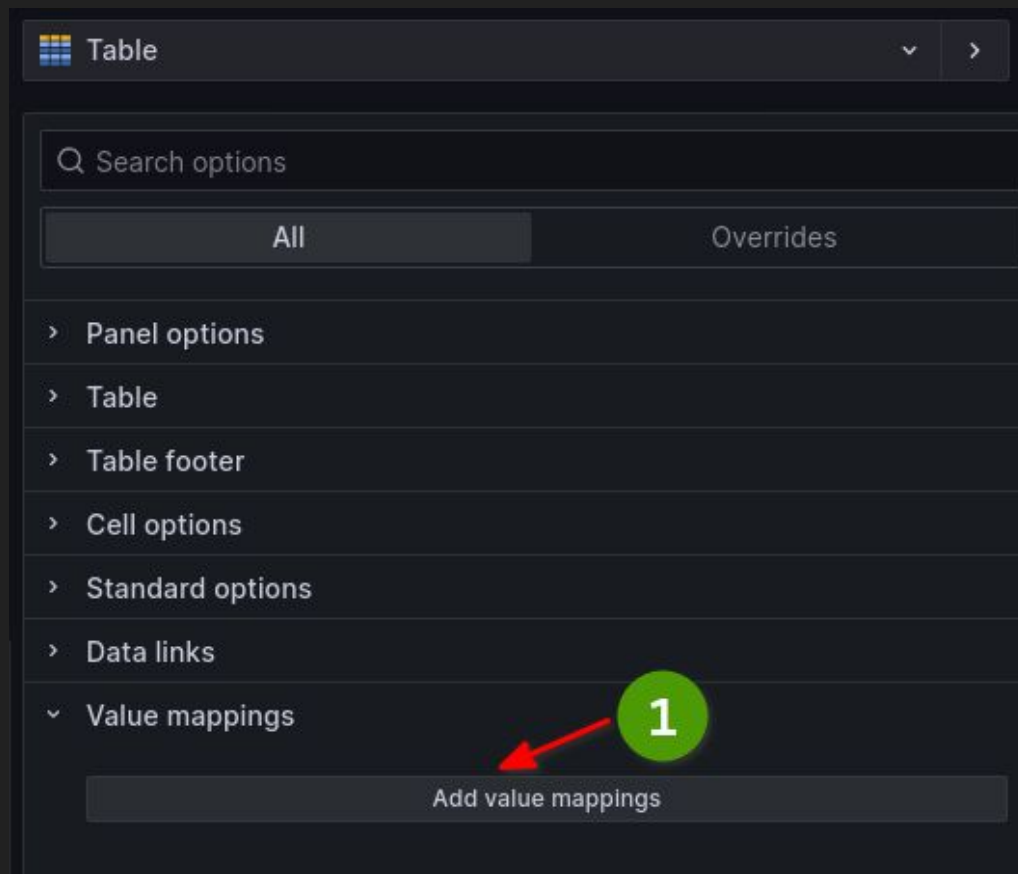 Table
Search options
All Overrides
Panel options
Table
Table footer
Cell options
Standard options
Data links
Value mappings
1
Add value mappings